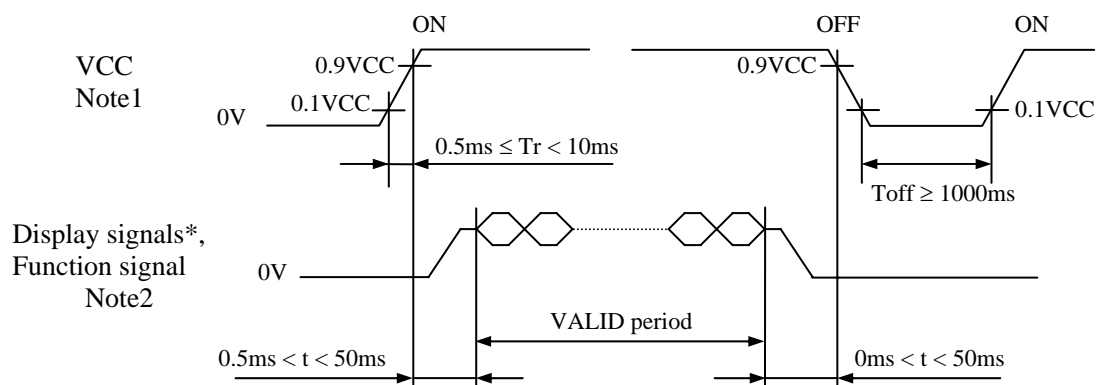 ON
OFF
ON
VCC
Note1
0.9VCC
0.9VCC
0.1VCC
0.1VCC
0V
0.5ms ≤ Tr < 10ms
Toff ≥ 1000ms
Display signals*,
Function signal
Note2
0V
VALID period
0.5ms < t < 50ms
0ms < t < 50ms